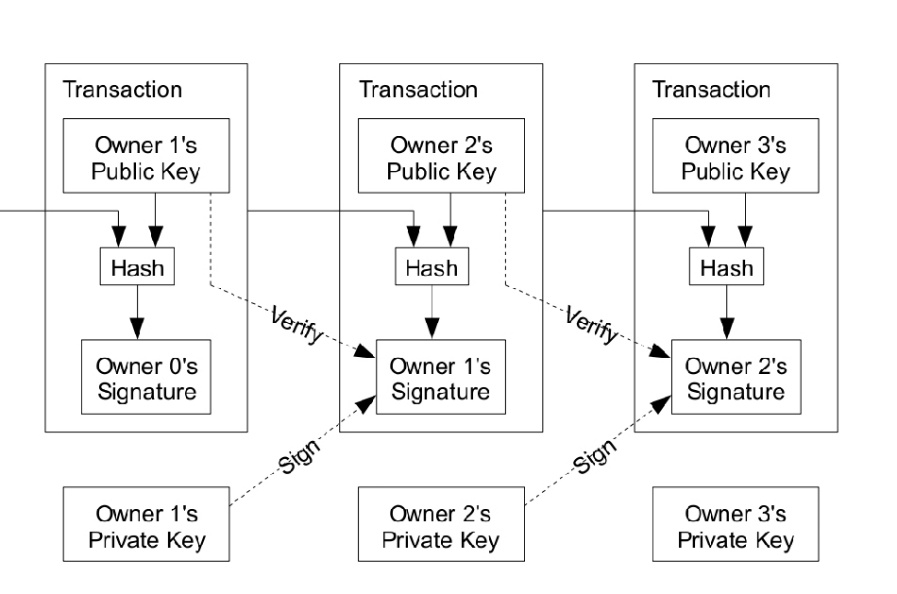 Transaction
Transaction
Transaction
Owner 1's
Public Key
Owner 2's
Public Key
Owner 3's
Public Key
Hash
Hash
Hash
Verify
Verify
Owner 0's
Signature
Owner 1's
Signature
Owner 2's
Signature
Sign
Sign
Owner 1's
Private Key
Owner 2's
Private Key
Owner 3's
Private Key